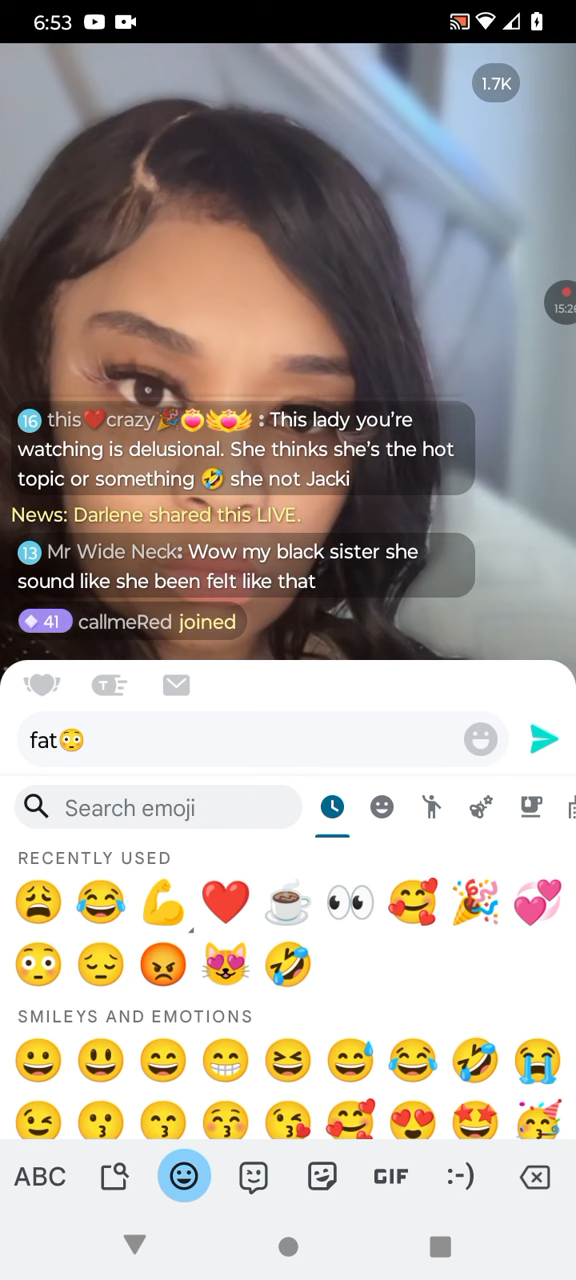 6:53
1.7K
15:26
16 this❤️crazy🎉 : This lady you’re
watching is delusional. She thinks she’s the hot
topic or something 🤣 she not Jacki
News: Darlene shared this LIVE.
13 Mr Wide Neck: Wow my black sister she
sound like she been felt like that
41 callmeRed joined
T
fat😳
Search emoji
RECENTLY USED
SMILEYS AND EMOTIONS
ABC
GIF
:-)